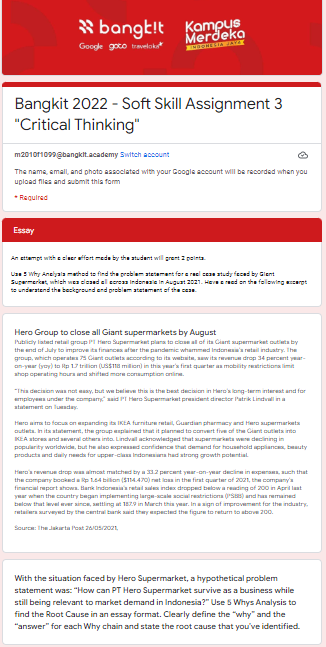 bangk!t
Kampus
Merdeka
INDONESIA JAYA
Google goto traveloka
Bangkit 2022 - Soft Skill Assignment 3
"Critical Thinking"
m2010f1099@bangkit.academy Switch account
The name, email, and photo associated with your Google account will be recorded when you
upload files and submit this form
* Required
Essay
An attempt with a clear effort made by the student will grant 2 points.
Use 5 Why Analysis method to find the problem statement for a real case study faced by Giant
Supermarket, which was closed all across Indonesia in August 2021. Have a read on the following excerpt
to understand the background and problem statement of the case.
Hero Group to close all Giant supermarkets by August
Publicly listed retail group PT Hero Supermarket plans to close all of its Giant supermarket outlets by
the end of July to improve its finances after the pandemic whammed Indonesia's retail industry. The
group, which operates 75 Giant outlets according to its website, saw its revenue drop 34 percent year-
on-year (yoy) to Rp 1.7 trillion (US$118 million) in this year's first quarter as mobility restrictions limit
shop operating hours and shifted more consumption online.
"This decision was not easy, but we believe this is the best decision in Hero's long-term interest and for
employees under the company," said PT Hero Supermarket president director Patrik Lindvall in a
statement on Tuesday.
Hero aims to focus on expanding its IKEA furniture retail, Guardian pharmacy and Hero supermarkets
outlets. In its statement, the group explained that it planned to convert five of the Giant outlets into
IKEA stores and several others into. Lindvall acknowledged that supermarkets were declining in
popularity worldwide, but he also expressed confidence that demand for household appliances, beauty
products and daily needs for upper-class Indonesians had strong growth potential.
Hero's revenue drop was almost matched by a 33.2 percent year-on-year decline in expenses, such that
the company booked a Rp 1.64 billion ($114.470) net loss in the first quarter of 2021, the company's
financial report shows. Bank Indonesia's retail sales index dropped below a reading of 200 in April last
year when the country began implementing large-scale social restrictions (PSBB) and has remained
below that level ever since, settling at 187.9 in March this year. In a sign of improvement for the industry,
retailers surveyed by the central bank said they expected the figure to return to above 200.
Source: The Jakarta Post 26/05/2021.
With the situation faced by Hero Supermarket, a hypothetical problem
statement was: "How can PT Hero Supermarket survive as a business while
still being relevant to market demand in Indonesia?" Use 5 Whys Analysis to
find the Root Cause in an essay format. Clearly define the "why" and the
"answer" for each Why chain and state the root cause that you've identified.